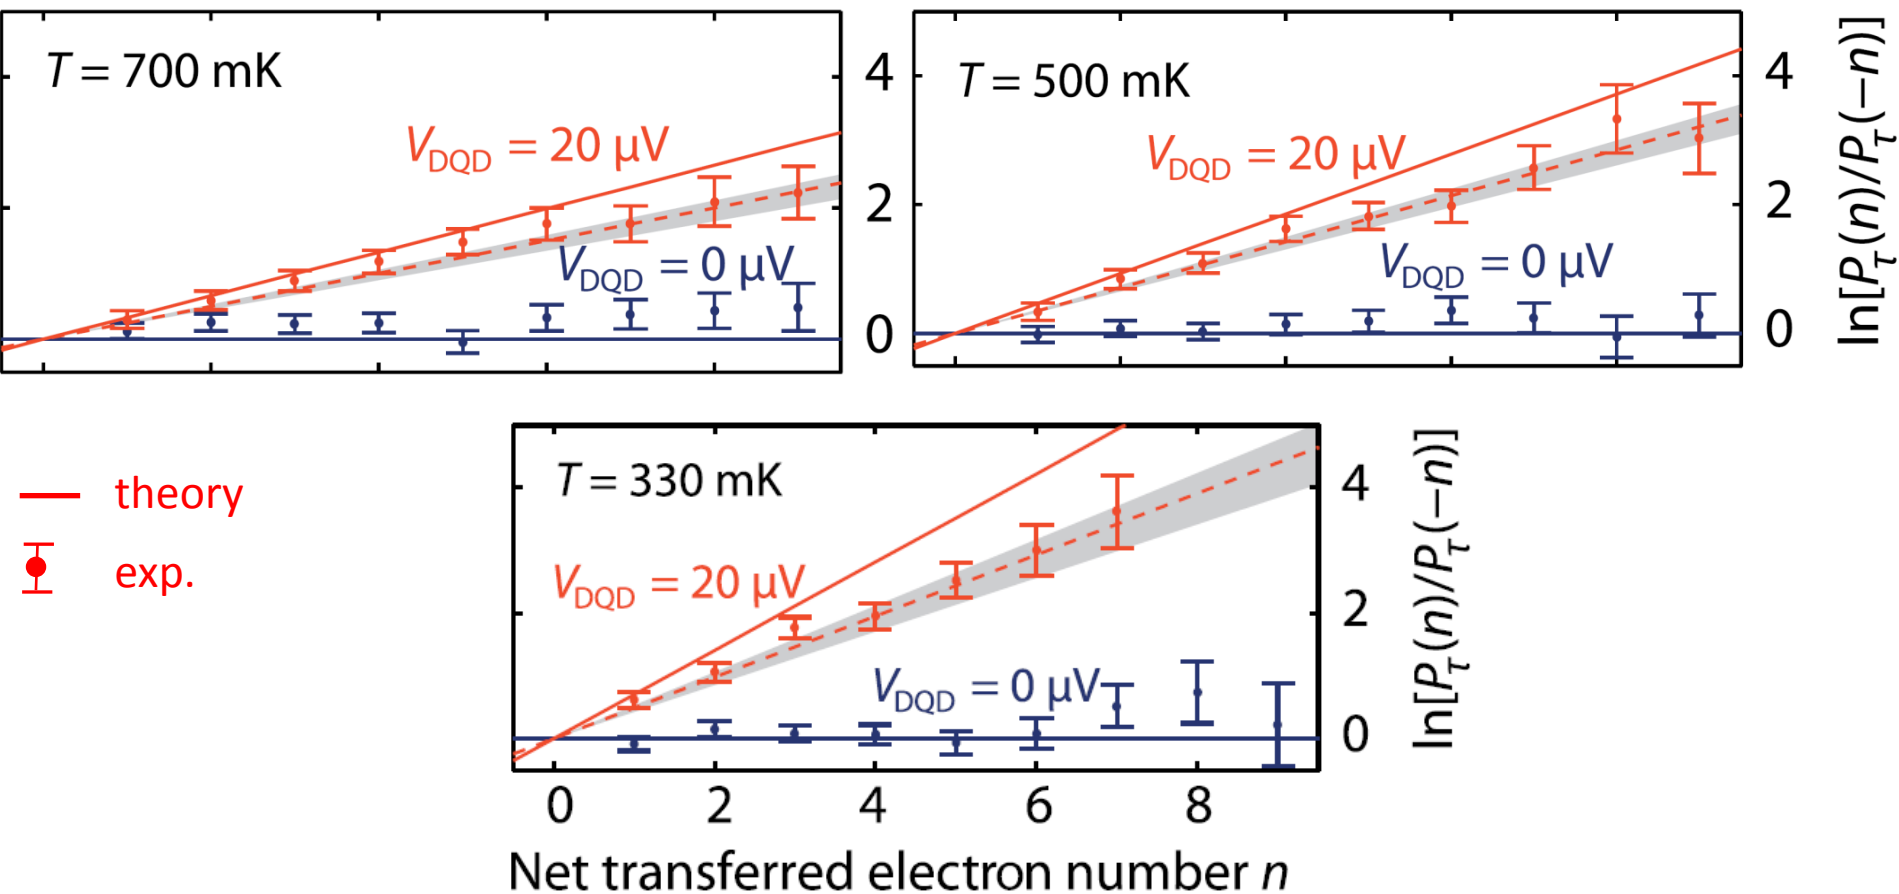 T = 700 mK
V_DQD = 20 μV
V_DQD = 0 μV
4
2
0
T = 500 mK
V_DQD = 20 μV
V_DQD = 0 μV
4
2
0
ln[P_τ(n)/P_τ(−n)]
theory
exp.
T = 330 mK
V_DQD = 20 μV
V_DQD = 0 μV
4
2
0
ln[P_τ(n)/P_τ(−n)]
0 2 4 6 8
Net transferred electron number n